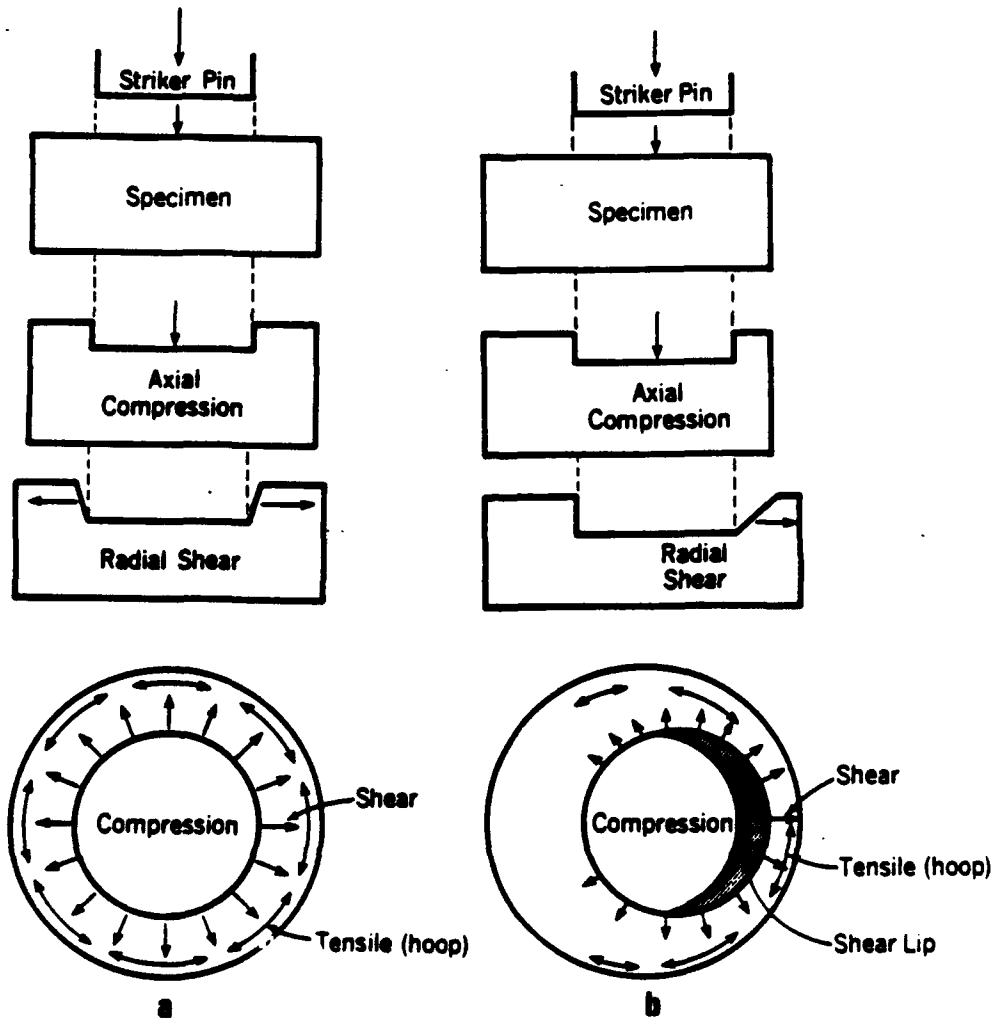 Striker Pin
Specimen
Axial
Compression
Radial Shear
Compression
Shear
Tensile (hoop)
a
Striker Pin
Specimen
Axial
Compression
Radial
Shear
Compression
Shear
Tensile (hoop)
Shear Lip
b